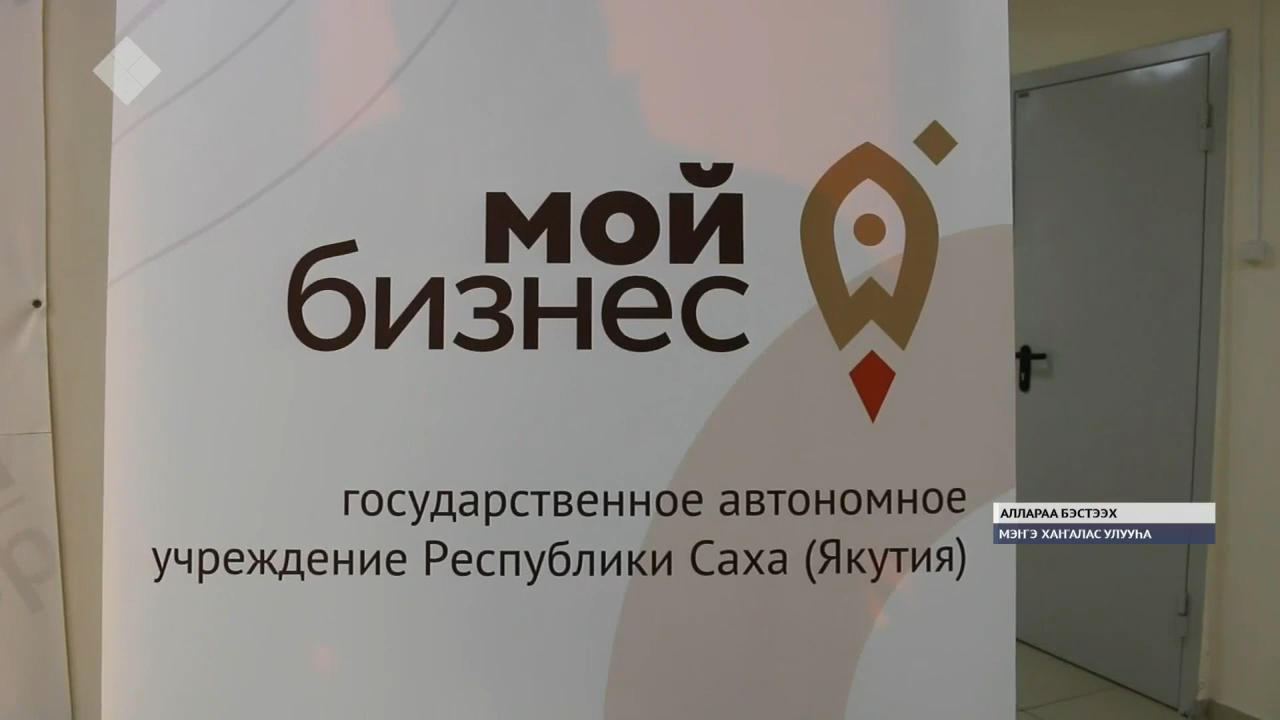 мой
бизнес
государственное автономное
учреждение Республики Саха (Якутия)
АЛЛАРАА БЭСТЭЭХ
МЭҤЭ ХАҤАЛАС УЛУУҺА